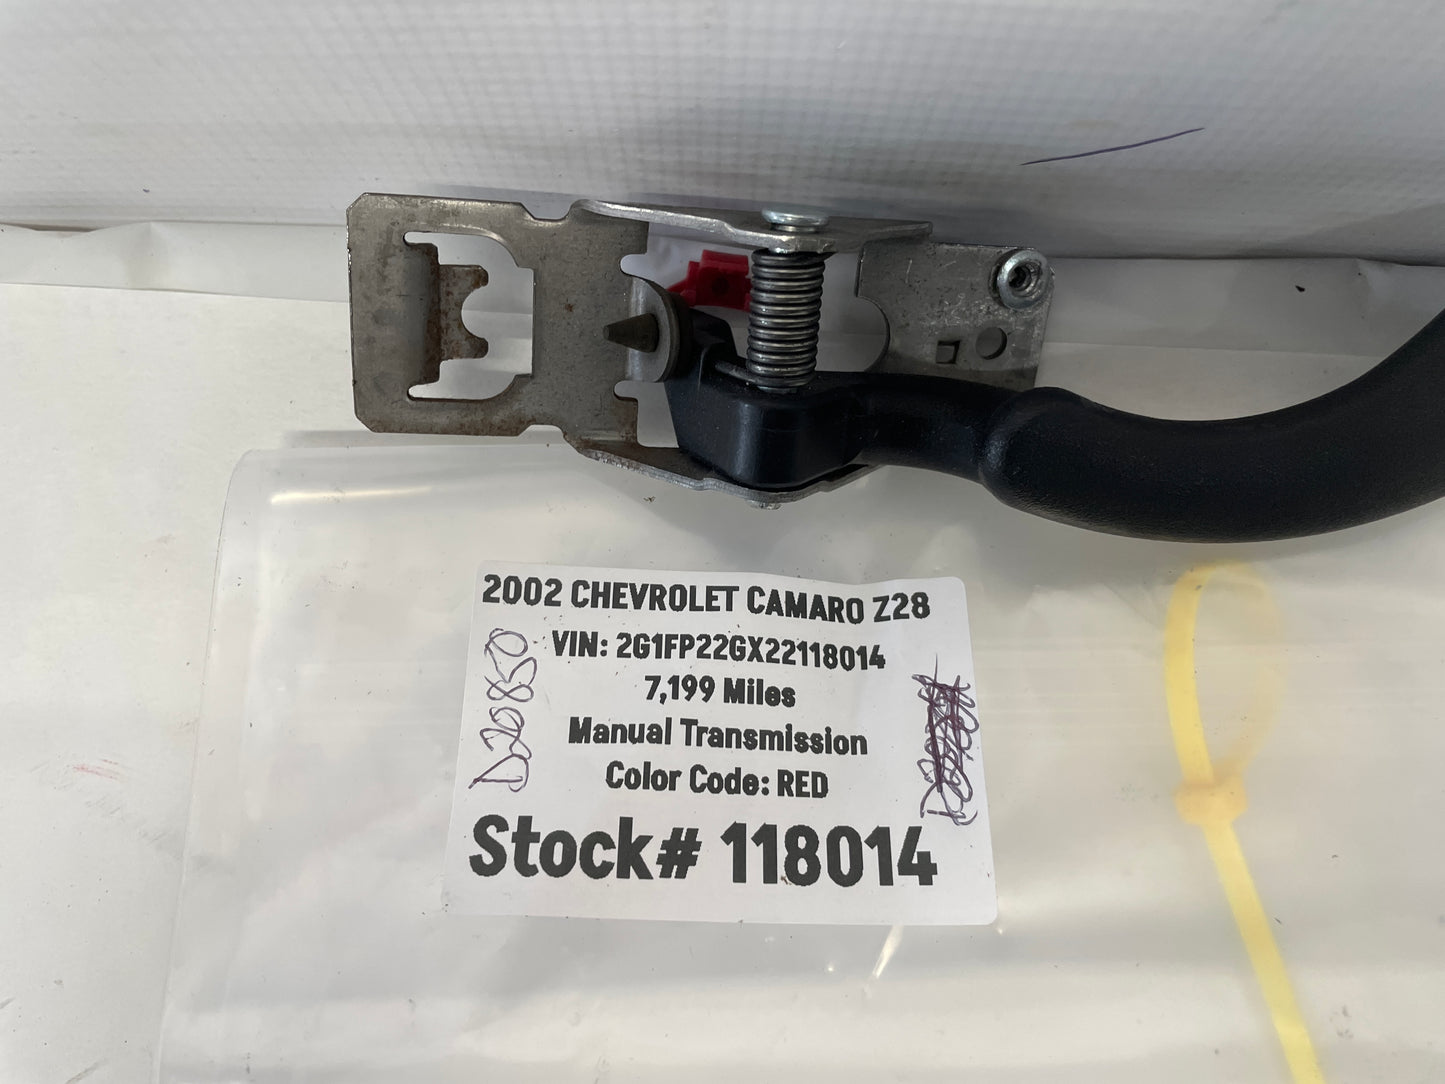 2002 CHEVROLET CAMARO Z28
VIN: 2G1FP22GX22118014
7,199 Miles
Manual Transmission
Color Code: RED
Stock# 118014
D20850